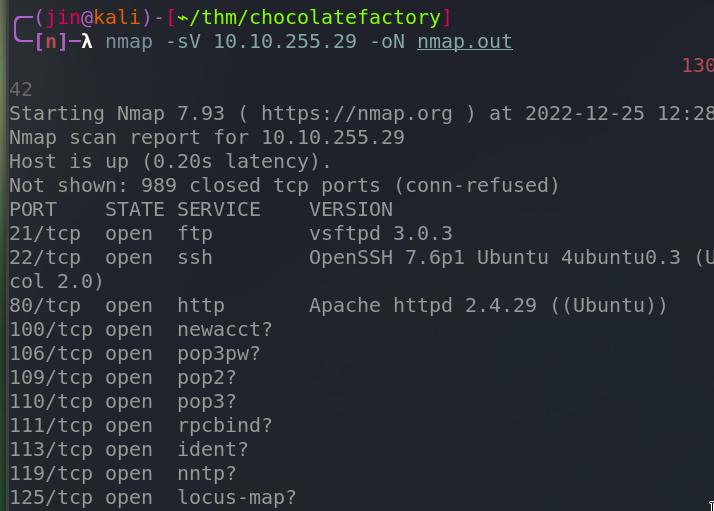 (jin@kali)-[~/thm/chocolatefactory]
[n]-λ nmap -sV 10.10.255.29 -oN nmap.out
130
42
Starting Nmap 7.93 ( https://nmap.org ) at 2022-12-25 12:28
Nmap scan report for 10.10.255.29
Host is up (0.20s latency).
Not shown: 989 closed tcp ports (conn-refused)
PORT    STATE SERVICE    VERSION
21/tcp  open  ftp        vsftpd 3.0.3
22/tcp  open  ssh        OpenSSH 7.6p1 Ubuntu 4ubuntu0.3 (U
col 2.0)
80/tcp  open  http       Apache httpd 2.4.29 ((Ubuntu))
100/tcp open  newacct?
106/tcp open  pop3pw?
109/tcp open  pop2?
110/tcp open  pop3?
111/tcp open  rpcbind?
113/tcp open  ident?
119/tcp open  nntp?
125/tcp open  locus-map?